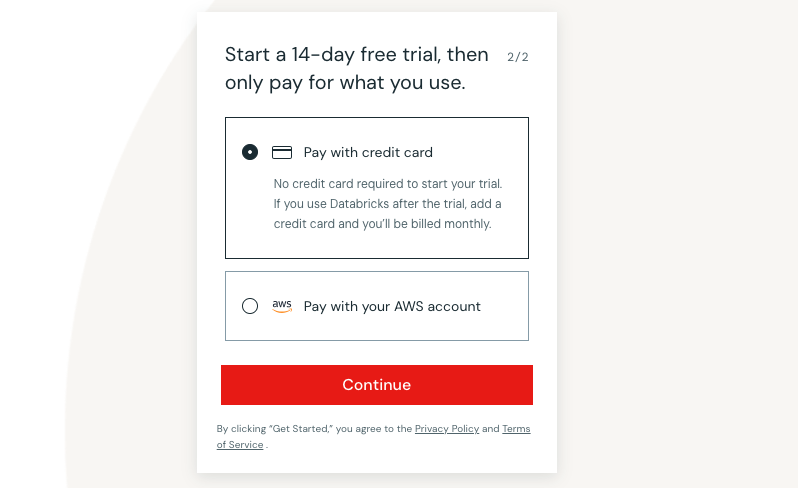 Start a 14-day free trial, then
2/2
only pay for what you use.
Pay with credit card
No credit card required to start your trial.
If you use Databricks after the trial, add a
credit card and you’ll be billed monthly.
aws
Pay with your AWS account
Continue
By clicking “Get Started,” you agree to the Privacy Policy and Terms
of Service .